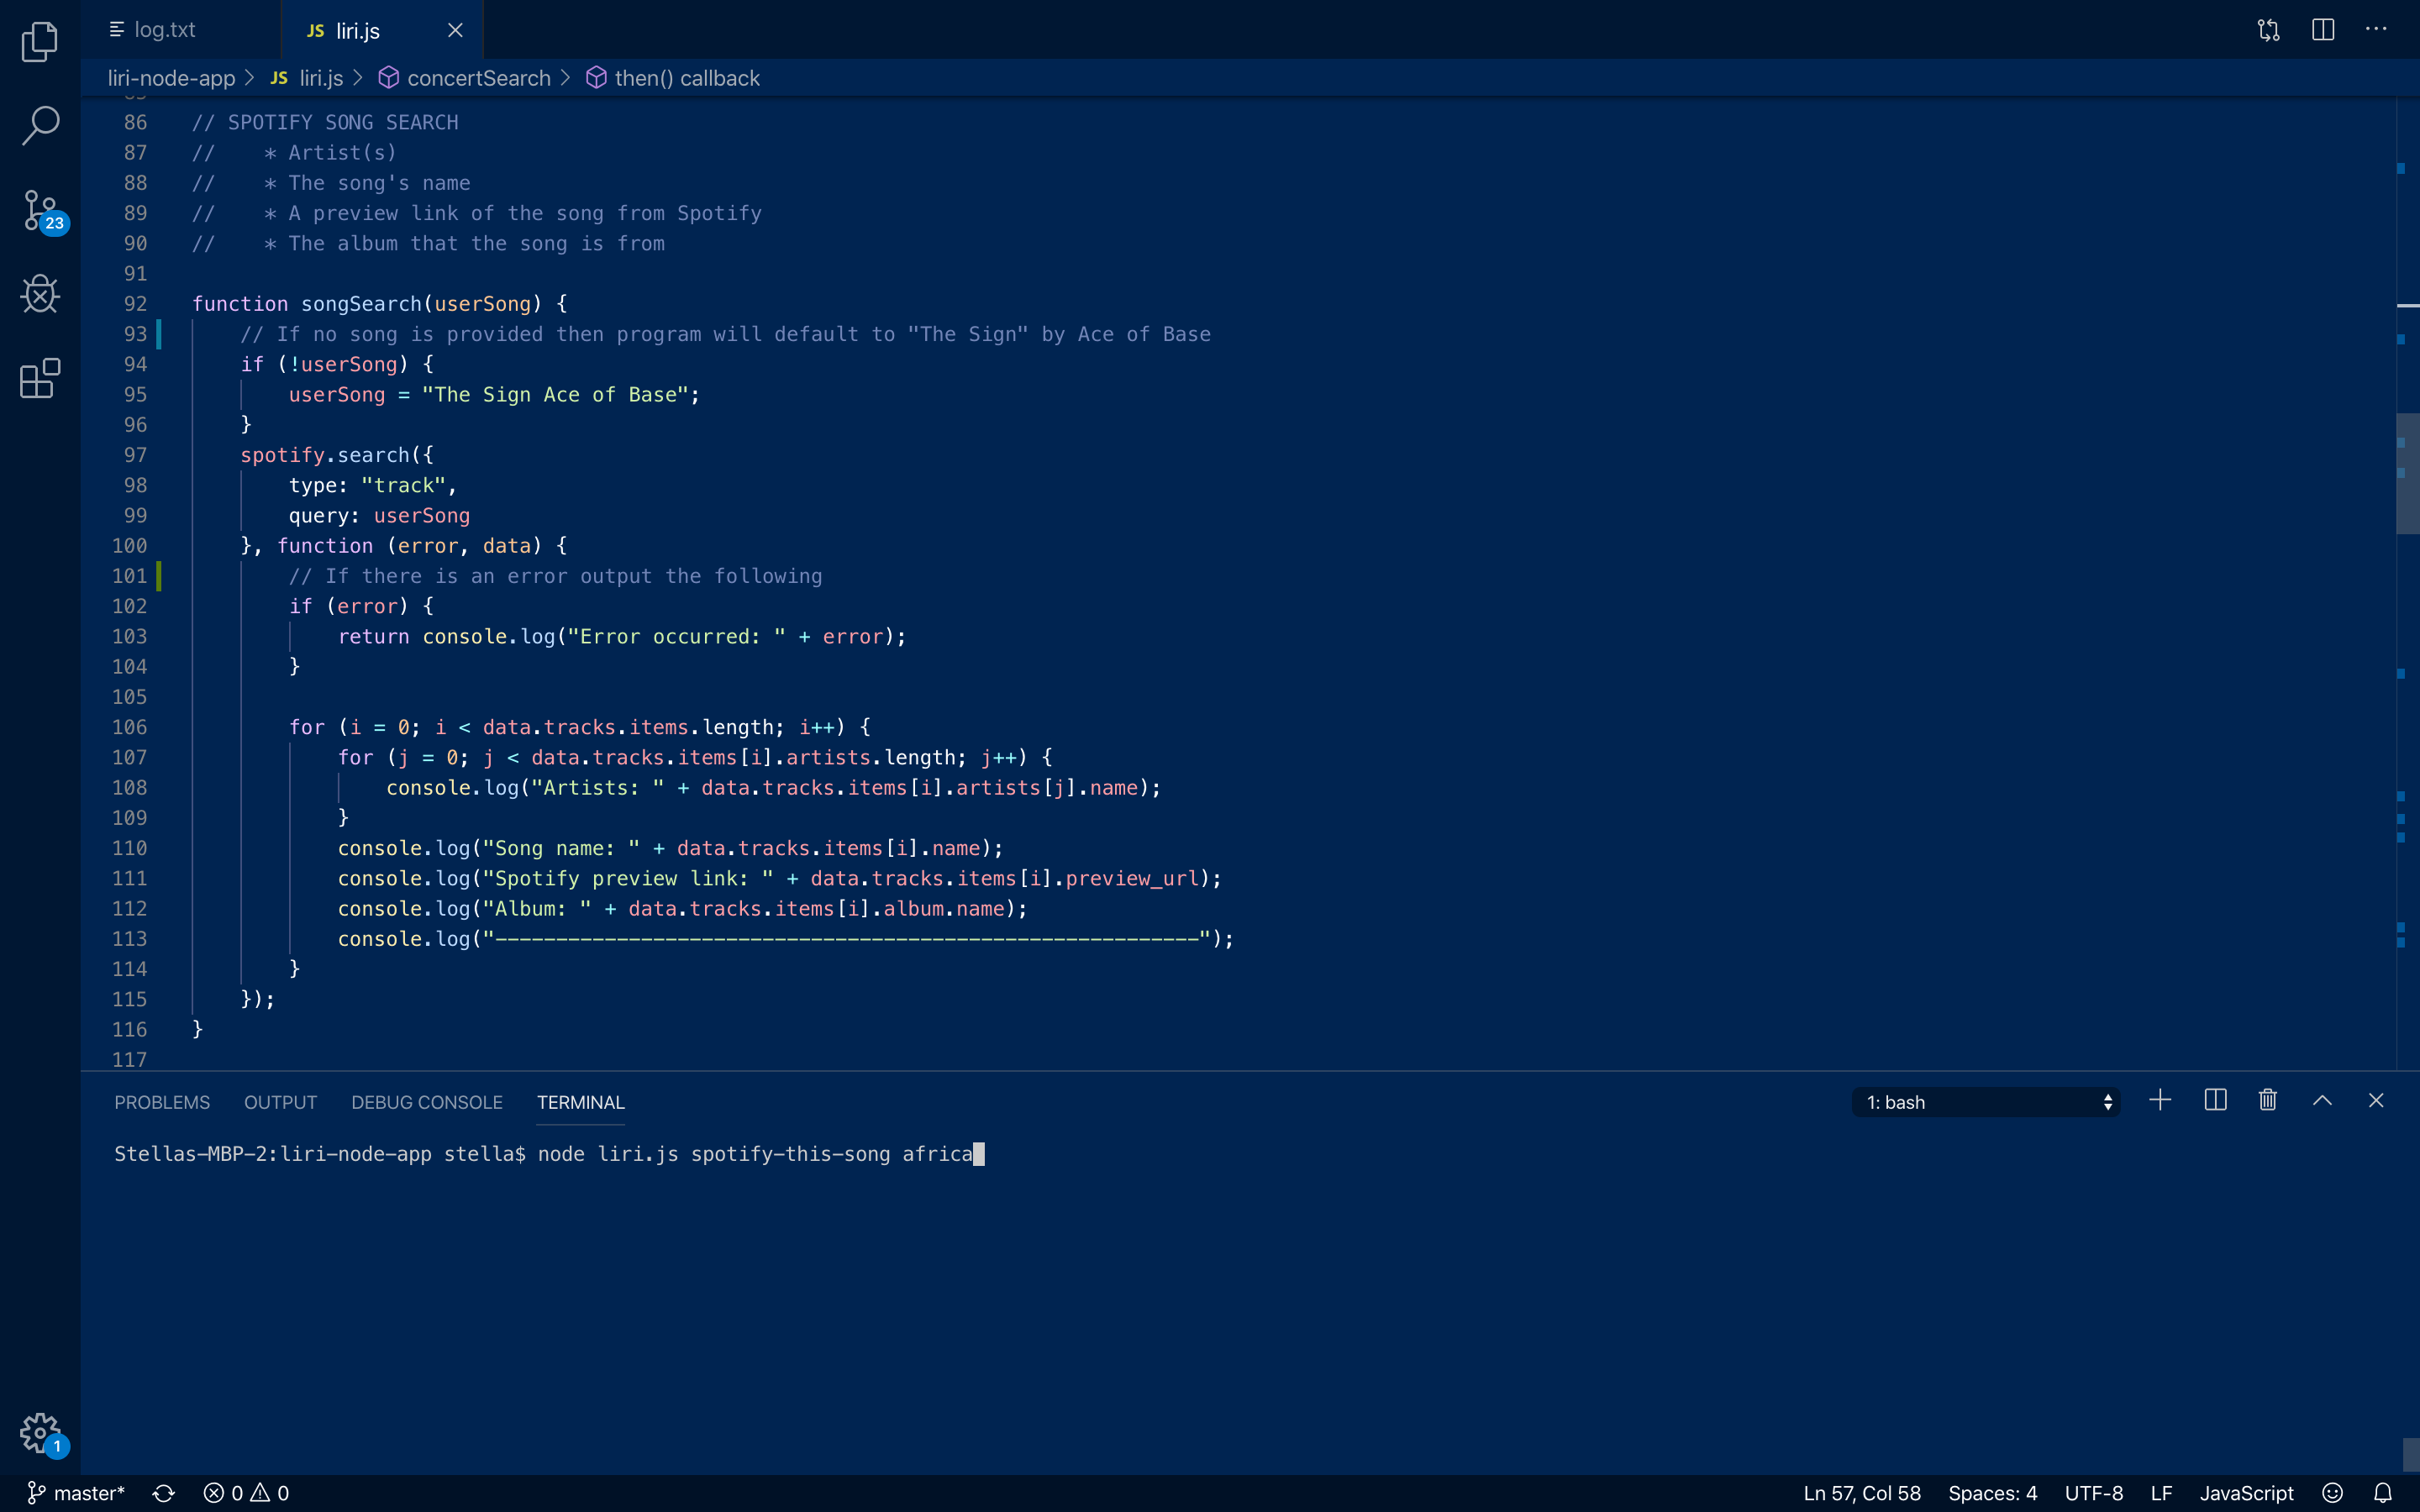 log.txt
JS liri.js
liri-node-app > JS liri.js > concertSearch > then() callback
86 // SPOTIFY SONG SEARCH
87 //    * Artist(s)
88 //    * The song's name
89 //    * A preview link of the song from Spotify
90 //    * The album that the song is from
91
92 function songSearch(userSong) {
93     // If no song is provided then program will default to "The Sign" by Ace of Base
94     if (!userSong) {
95         userSong = "The Sign Ace of Base";
96     }
97     spotify.search({
98         type: "track",
99         query: userSong
100     }, function (error, data) {
101         // If there is an error output the following
102         if (error) {
103             return console.log("Error occurred: " + error);
104         }
105
106         for (i = 0; i < data.tracks.items.length; i++) {
107             for (j = 0; j < data.tracks.items[i].artists.length; j++) {
108                 console.log("Artists: " + data.tracks.items[i].artists[j].name);
109             }
110             console.log("Song name: " + data.tracks.items[i].name);
111             console.log("Spotify preview link: " + data.tracks.items[i].preview_url);
112             console.log("Album: " + data.tracks.items[i].album.name);
113             console.log("----------------------------------------------------------");
114         }
115     });
116 }
117
23
PROBLEMS OUTPUT DEBUG CONSOLE TERMINAL 1: bash
Stellas-MBP-2:liri-node-app stella$ node liri.js spotify-this-song africa
1
master* 0 0 Ln 57, Col 58 Spaces: 4 UTF-8 LF JavaScript